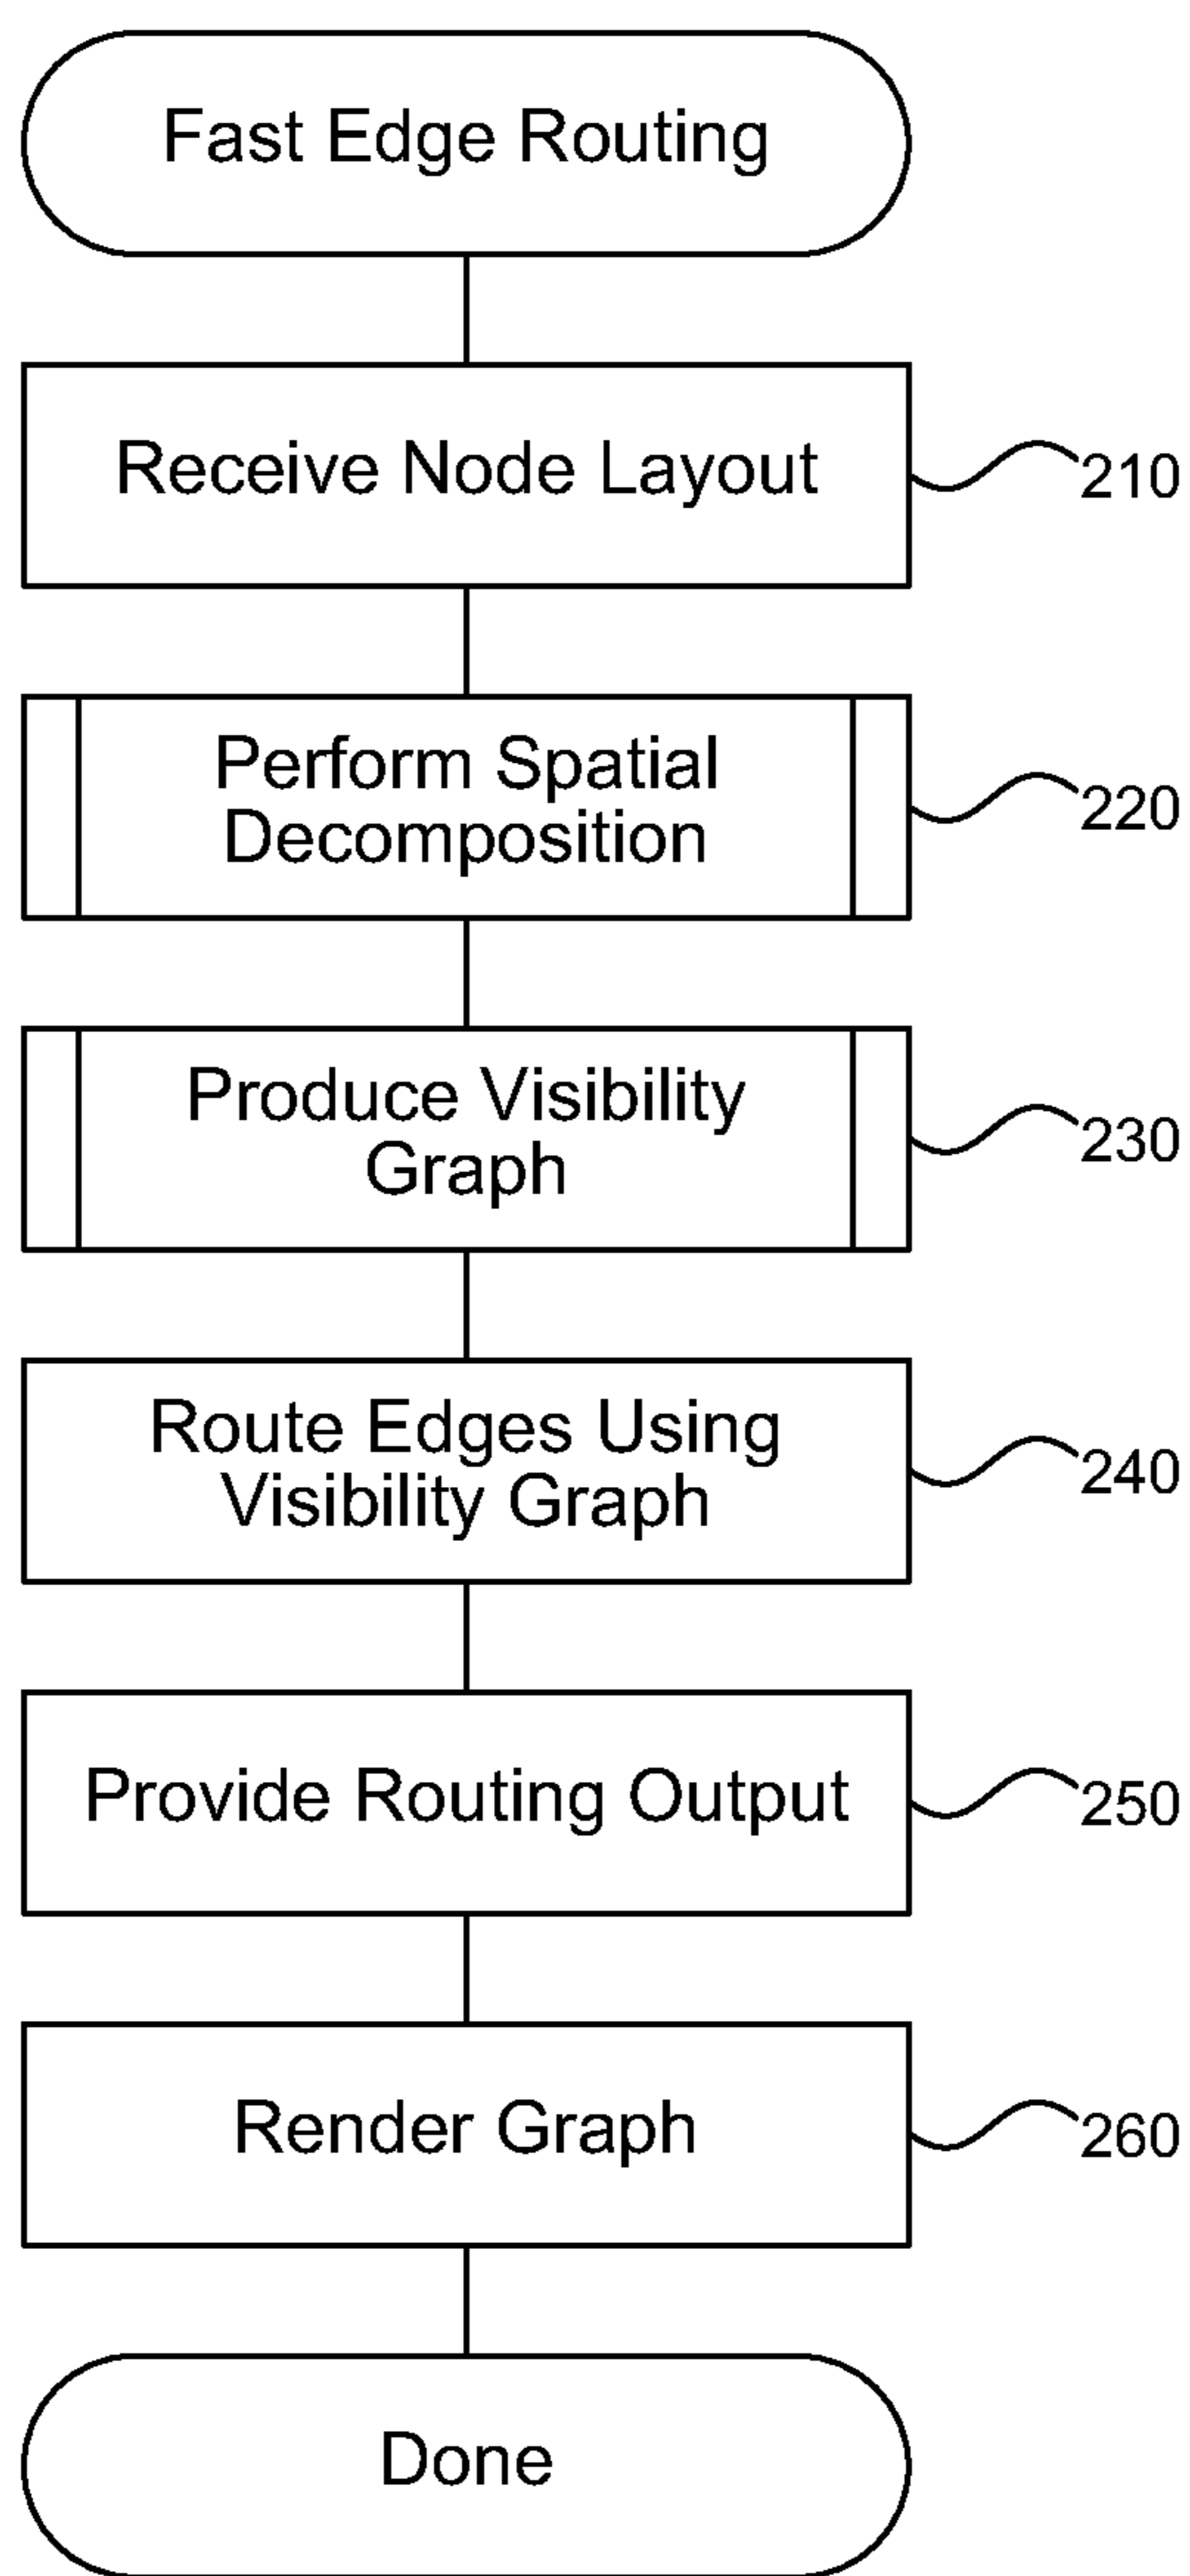 Fast Edge Routing
Receive Node Layout
210
Perform Spatial
Decomposition
220
Produce Visibility
Graph
230
Route Edges Using
Visibility Graph
240
Provide Routing Output
250
Render Graph
260
Done